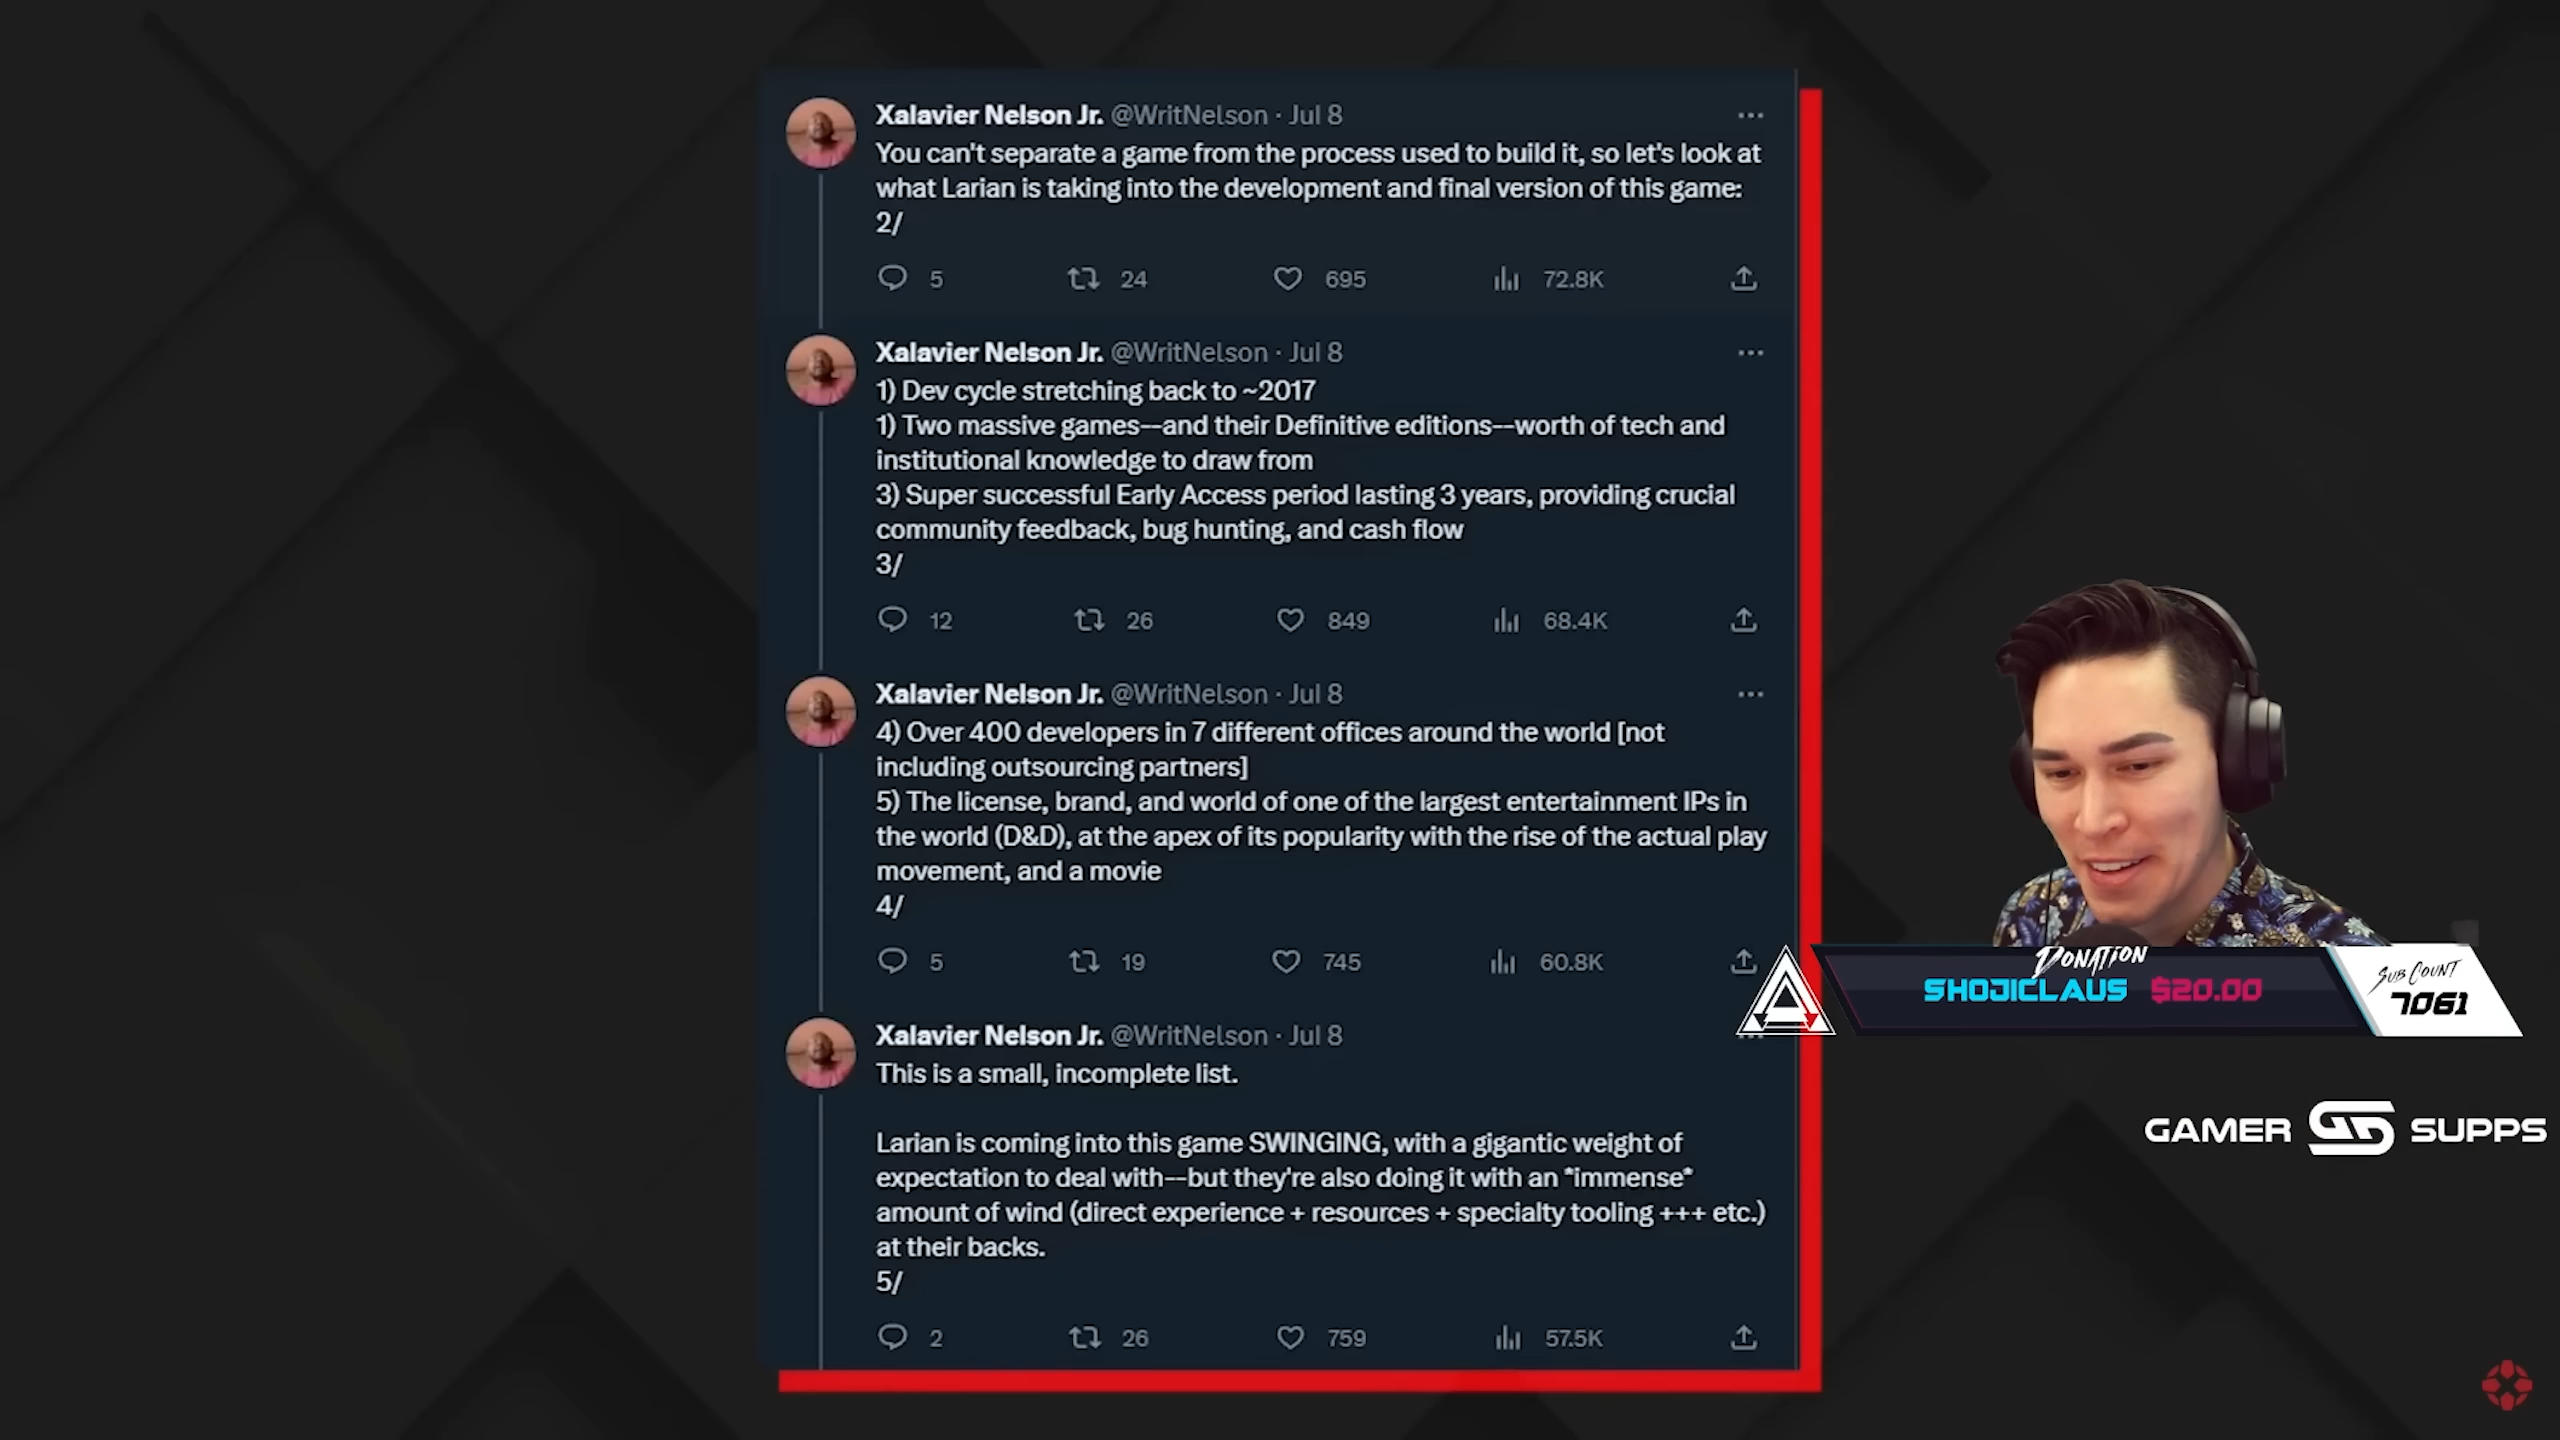 Xalavier Nelson Jr. @WritNelson · Jul 8
You can't separate a game from the process used to build it, so let's look at
what Larian is taking into the development and final version of this game:
2/
5 24 695 72.8K
Xalavier Nelson Jr. @WritNelson · Jul 8
1) Dev cycle stretching back to ~2017
1) Two massive games--and their Definitive editions--worth of tech and
institutional knowledge to draw from
3) Super successful Early Access period lasting 3 years, providing crucial
community feedback, bug hunting, and cash flow
3/
12 26 849 68.4K
Xalavier Nelson Jr. @WritNelson · Jul 8
4) Over 400 developers in 7 different offices around the world [not
including outsourcing partners]
5) The license, brand, and world of one of the largest entertainment IPs in
the world (D&D), at the apex of its popularity with the rise of the actual play
movement, and a movie
4/
5 19 745 60.8K
Xalavier Nelson Jr. @WritNelson · Jul 8
This is a small, incomplete list.
Larian is coming into this game SWINGING, with a gigantic weight of
expectation to deal with--but they're also doing it with an *immense*
amount of wind (direct experience + resources + specialty tooling +++ etc.)
at their backs.
5/
2 26 759 57.5K
DONATION
SHOJICLAUS $20.00
SUB COUNT
7061
GAMER GS SUPPS